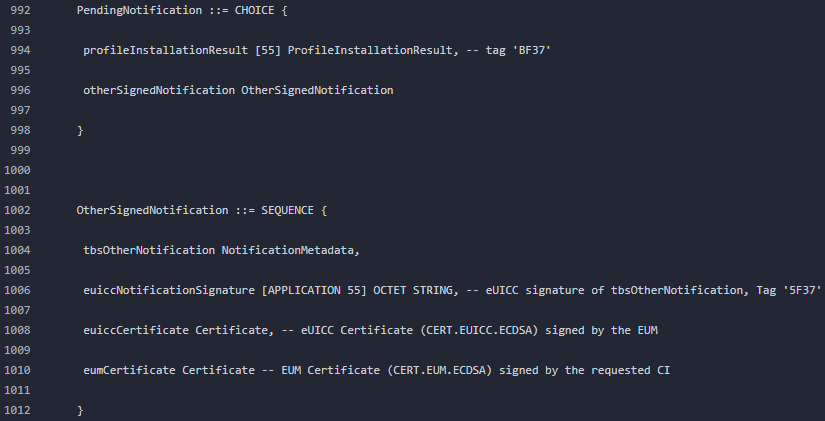 992 PendingNotification ::= CHOICE {
993
994 profileInstallationResult [55] ProfileInstallationResult, -- tag 'BF37'
995
996 otherSignedNotification OtherSignedNotification
997
998 }
999
1000
1001
1002 OtherSignedNotification ::= SEQUENCE {
1003
1004 tbsOtherNotification NotificationMetadata,
1005
1006 euiccNotificationSignature [APPLICATION 55] OCTET STRING, -- eUICC signature of tbsOtherNotification, Tag '5F37'
1007
1008 euiccCertificate Certificate, -- eUICC Certificate (CERT.EUICC.ECDSA) signed by the EUM
1009
1010 eumCertificate Certificate -- EUM Certificate (CERT.EUM.ECDSA) signed by the requested CI
1011
1012 }